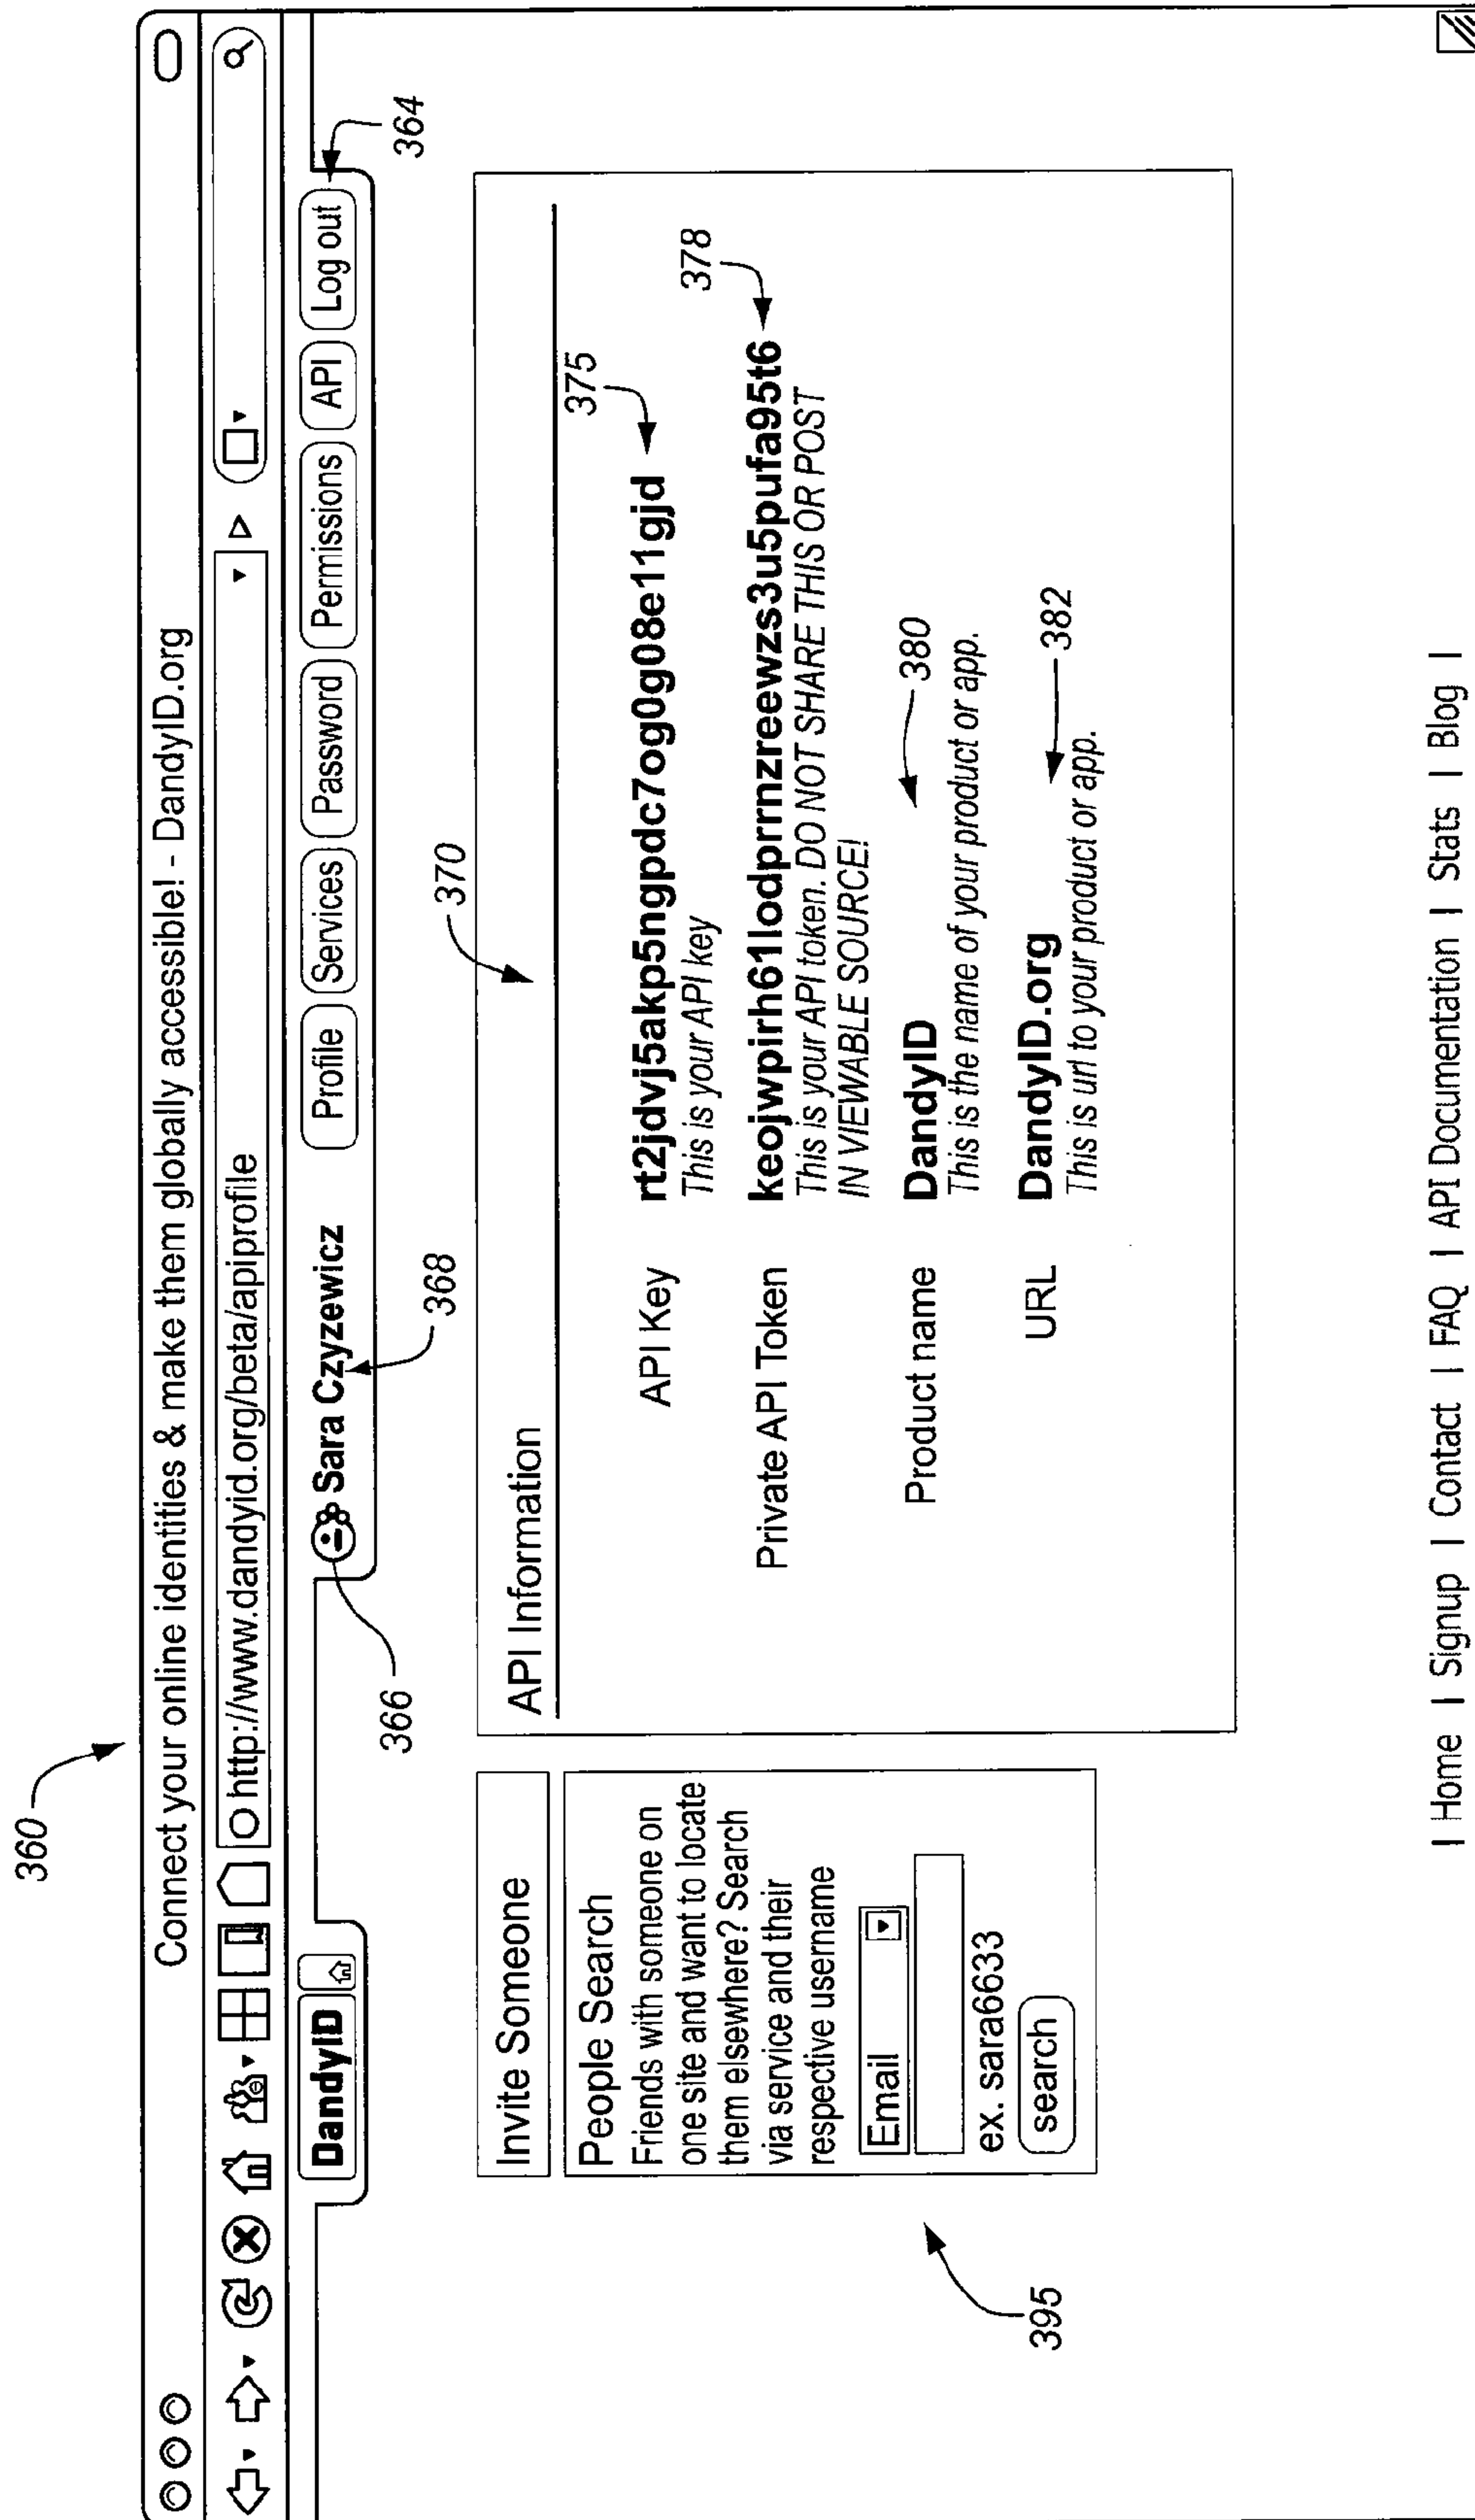 360
Connect your online identities & make them globally accessible! - DandyID.org
http://www.dandyid.org/beta/apiprofile
DandyID
366
Sara Czyzewicz
368
Profile
Services
Password
Permissions
API
Log out
364
370
Invite Someone
People Search
Friends with someone on
one site and want to locate
them elsewhere? Search
via service and their
respective username
Email
ex. sara6633
search
395
API Information
API Key
rt2jdvj5akp5ngpdc7og0g08e11gjd
375
This is your API key
Private API Token
keojwpirh61lodprrnzreewzs3u5pufa95t6
378
This is your API token. DO NOT SHARE THIS OR POST
IN VIEWABLE SOURCE!
Product name
DandyID
380
This is the name of your product or app.
URL
DandyID.org
382
This is url to your product or app.
| Home | Signup | Contact | FAQ | API Documentation | Stats | Blog |